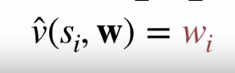 v̂(sᵢ, w) = wᵢ